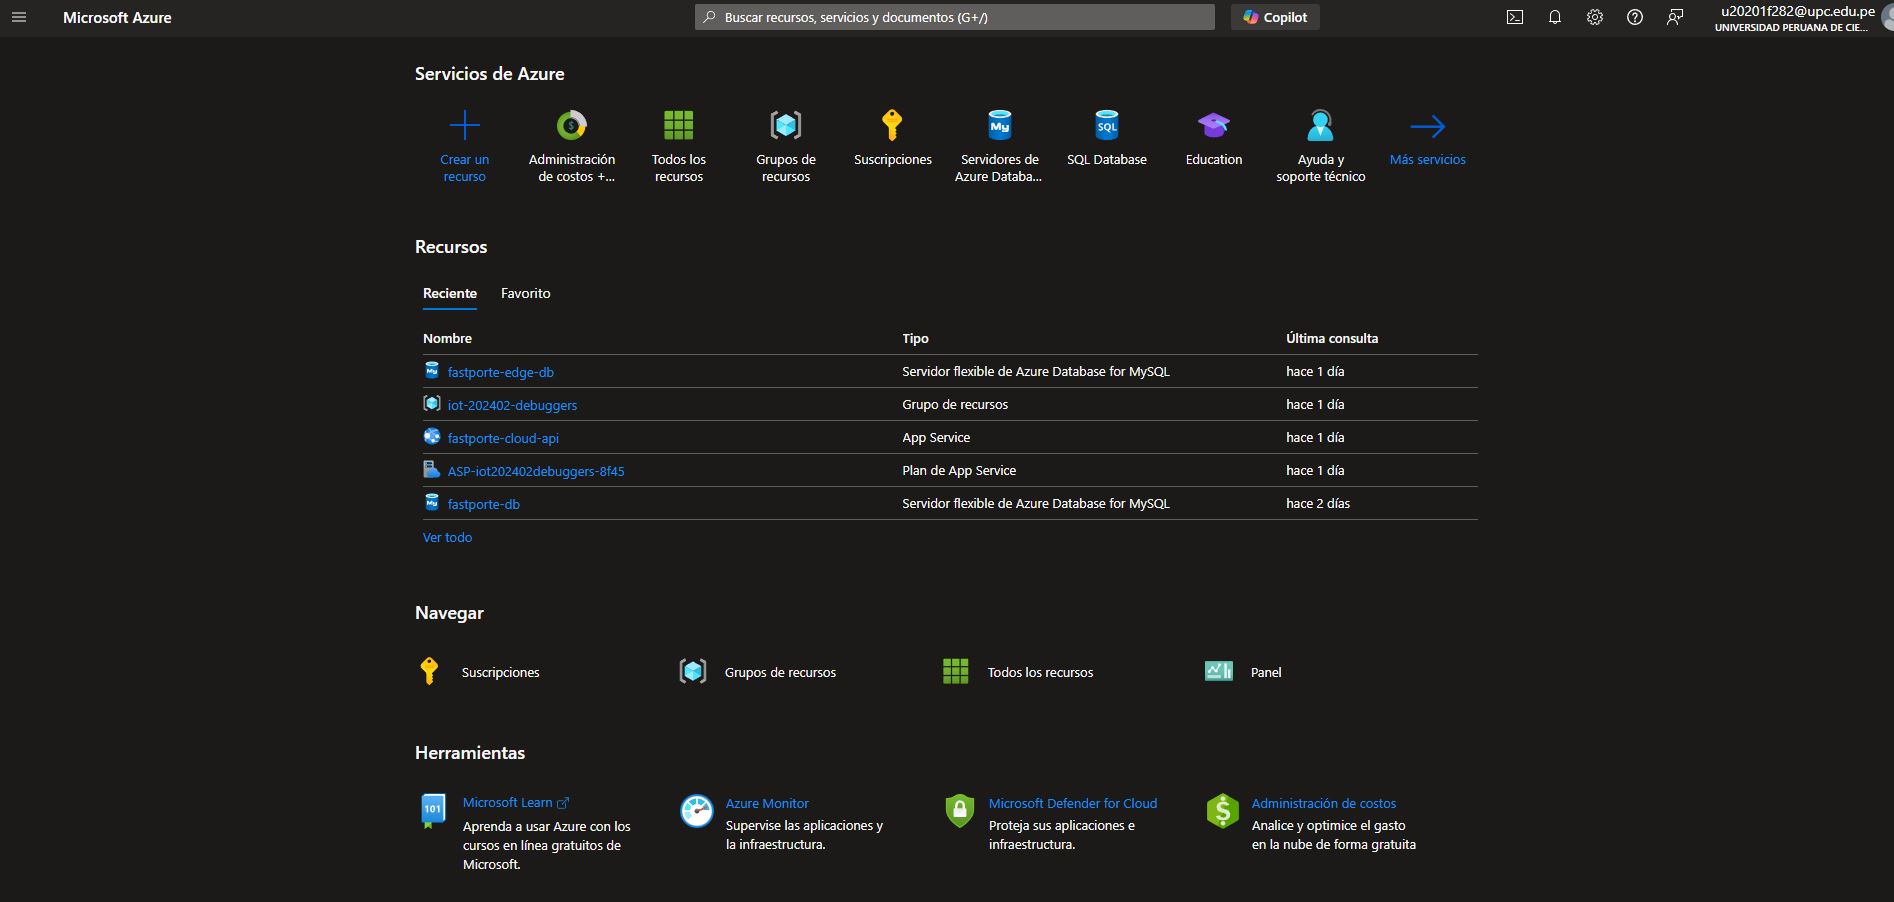 Microsoft Azure
Buscar recursos, servicios y documentos (G+/)
Copilot
u20201f282@upc.edu.pe
UNIVERSIDAD PERUANA DE CIE...
Servicios de Azure
Crear un
recurso
Administración
de costos +...
Todos los
recursos
Grupos de
recursos
Suscripciones
Servidores de
Azure Databa...
SQL Database
Education
Ayuda y
soporte técnico
Más servicios
My
SQL
Recursos
Reciente Favorito
Nombre Tipo Última consulta
My fastporte-edge-db Servidor flexible de Azure Database for MySQL hace 1 día
iot-202402-debuggers Grupo de recursos hace 1 día
fastporte-cloud-api App Service hace 1 día
ASP-iot202402debuggers-8f45 Plan de App Service hace 1 día
My fastporte-db Servidor flexible de Azure Database for MySQL hace 2 días
Ver todo
Navegar
Suscripciones Grupos de recursos Todos los recursos Panel
Herramientas
101
Microsoft Learn
Aprenda a usar Azure con los
cursos en línea gratuitos de
Microsoft.
Azure Monitor
Supervise las aplicaciones y
la infraestructura.
Microsoft Defender for Cloud
Proteja sus aplicaciones e
infraestructura.
$
Administración de costos
Analice y optimice el gasto
en la nube de forma gratuita